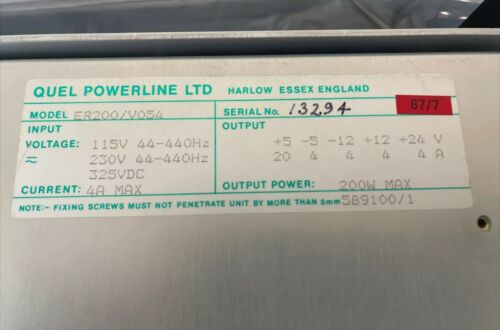 QUEL POWERLINE LTD HARLOW ESSEX ENGLAND
MODEL ER200/V054 SERIAL No. 13294 87/7
INPUT OUTPUT
VOLTAGE: 115V 44-440Hz +5 -5 -12 +12 +24 V
≂ 230V 44-440Hz 20 4 4 4 4 A
325VDC
CURRENT: 4A MAX OUTPUT POWER: 200W MAX
NOTE:- FIXING SCREWS MUST NOT PENETRATE UNIT BY MORE THAN 5mm 589100/1